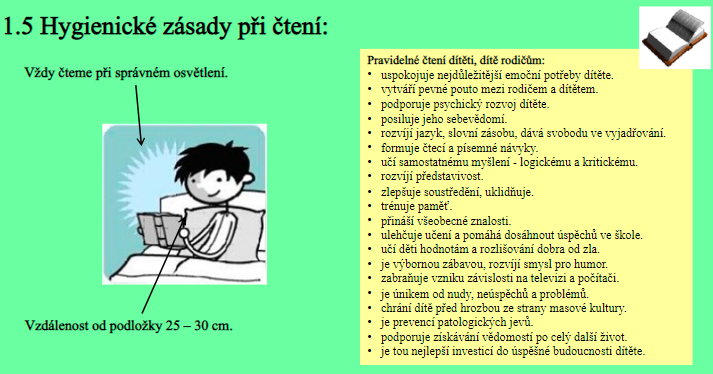 1.5 Hygienické zásady při čtení:
Vždy čteme při správném osvětlení.
Vzdálenost od podložky 25 – 30 cm.
Pravidelné čtení dítěti, dítě rodičům:
• uspokojuje nejdůležitější emoční potřeby dítěte.
• vytváří pevné pouto mezi rodičem a dítětem.
• podporuje psychický rozvoj dítěte.
• posiluje jeho sebevědomí.
• rozvíjí jazyk, slovní zásobu, dává svobodu ve vyjadřování.
• formuje čtecí a písemné návyky.
• učí samostatnému myšlení - logickému a kritickému.
• rozvíjí představivost.
• zlepšuje soustředění, uklidňuje.
• trénuje paměť.
• přináší všeobecné znalosti.
• ulehčuje učení a pomáhá dosáhnout úspěchů ve škole.
• učí děti hodnotám a rozlišování dobra od zla.
• je výbornou zábavou, rozvíjí smysl pro humor.
• zabraňuje vzniku závislosti na televizi a počítači.
• je únikem od nudy, neúspěchů a problémů.
• chrání dítě před hrozbou ze strany masové kultury.
• je prevencí patologických jevů.
• podporuje získávání vědomostí po celý další život.
• je tou nejlepší investicí do úspěšné budoucnosti dítěte.